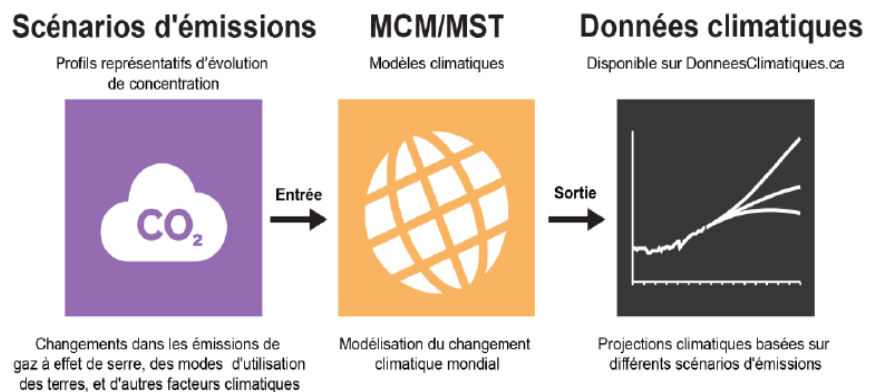 Scénarios d'émissions
Profils représentatifs d'évolution
de concentration
CO₂
Changements dans les émissions de
gaz à effet de serre, des modes d'utilisation
des terres, et d'autres facteurs climatiques
Entrée
MCM/MST
Modèles climatiques
Modélisation du changement
climatique mondial
Sortie
Données climatiques
Disponible sur DonneesClimatiques.ca
Projections climatiques basées sur
différents scénarios d'émissions